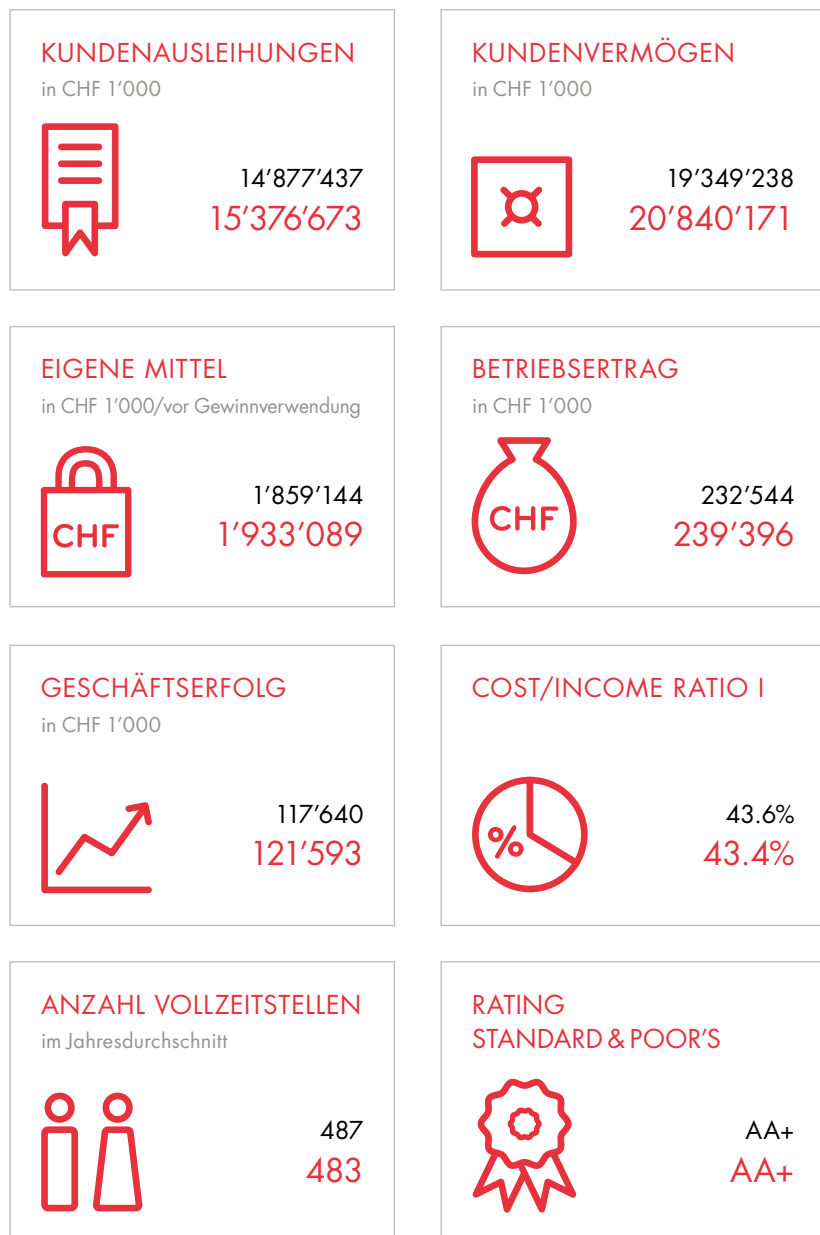 KUNDENAUSLEIHUNGEN
in CHF 1’000
14’877’437
15’376’673
KUNDENVERMÖGEN
in CHF 1’000
19’349’238
20’840’171
EIGENE MITTEL
in CHF 1’000/vor Gewinnverwendung
CHF
1’859’144
1’933’089
BETRIEBSERTRAG
in CHF 1’000
CHF
232’544
239’396
GESCHÄFTSERFOLG
in CHF 1’000
117’640
121’593
COST/INCOME RATIO I
%
43.6%
43.4%
ANZAHL VOLLZEITSTELLEN
im Jahresdurchschnitt
487
483
RATING
STANDARD & POOR’S
AA+
AA+